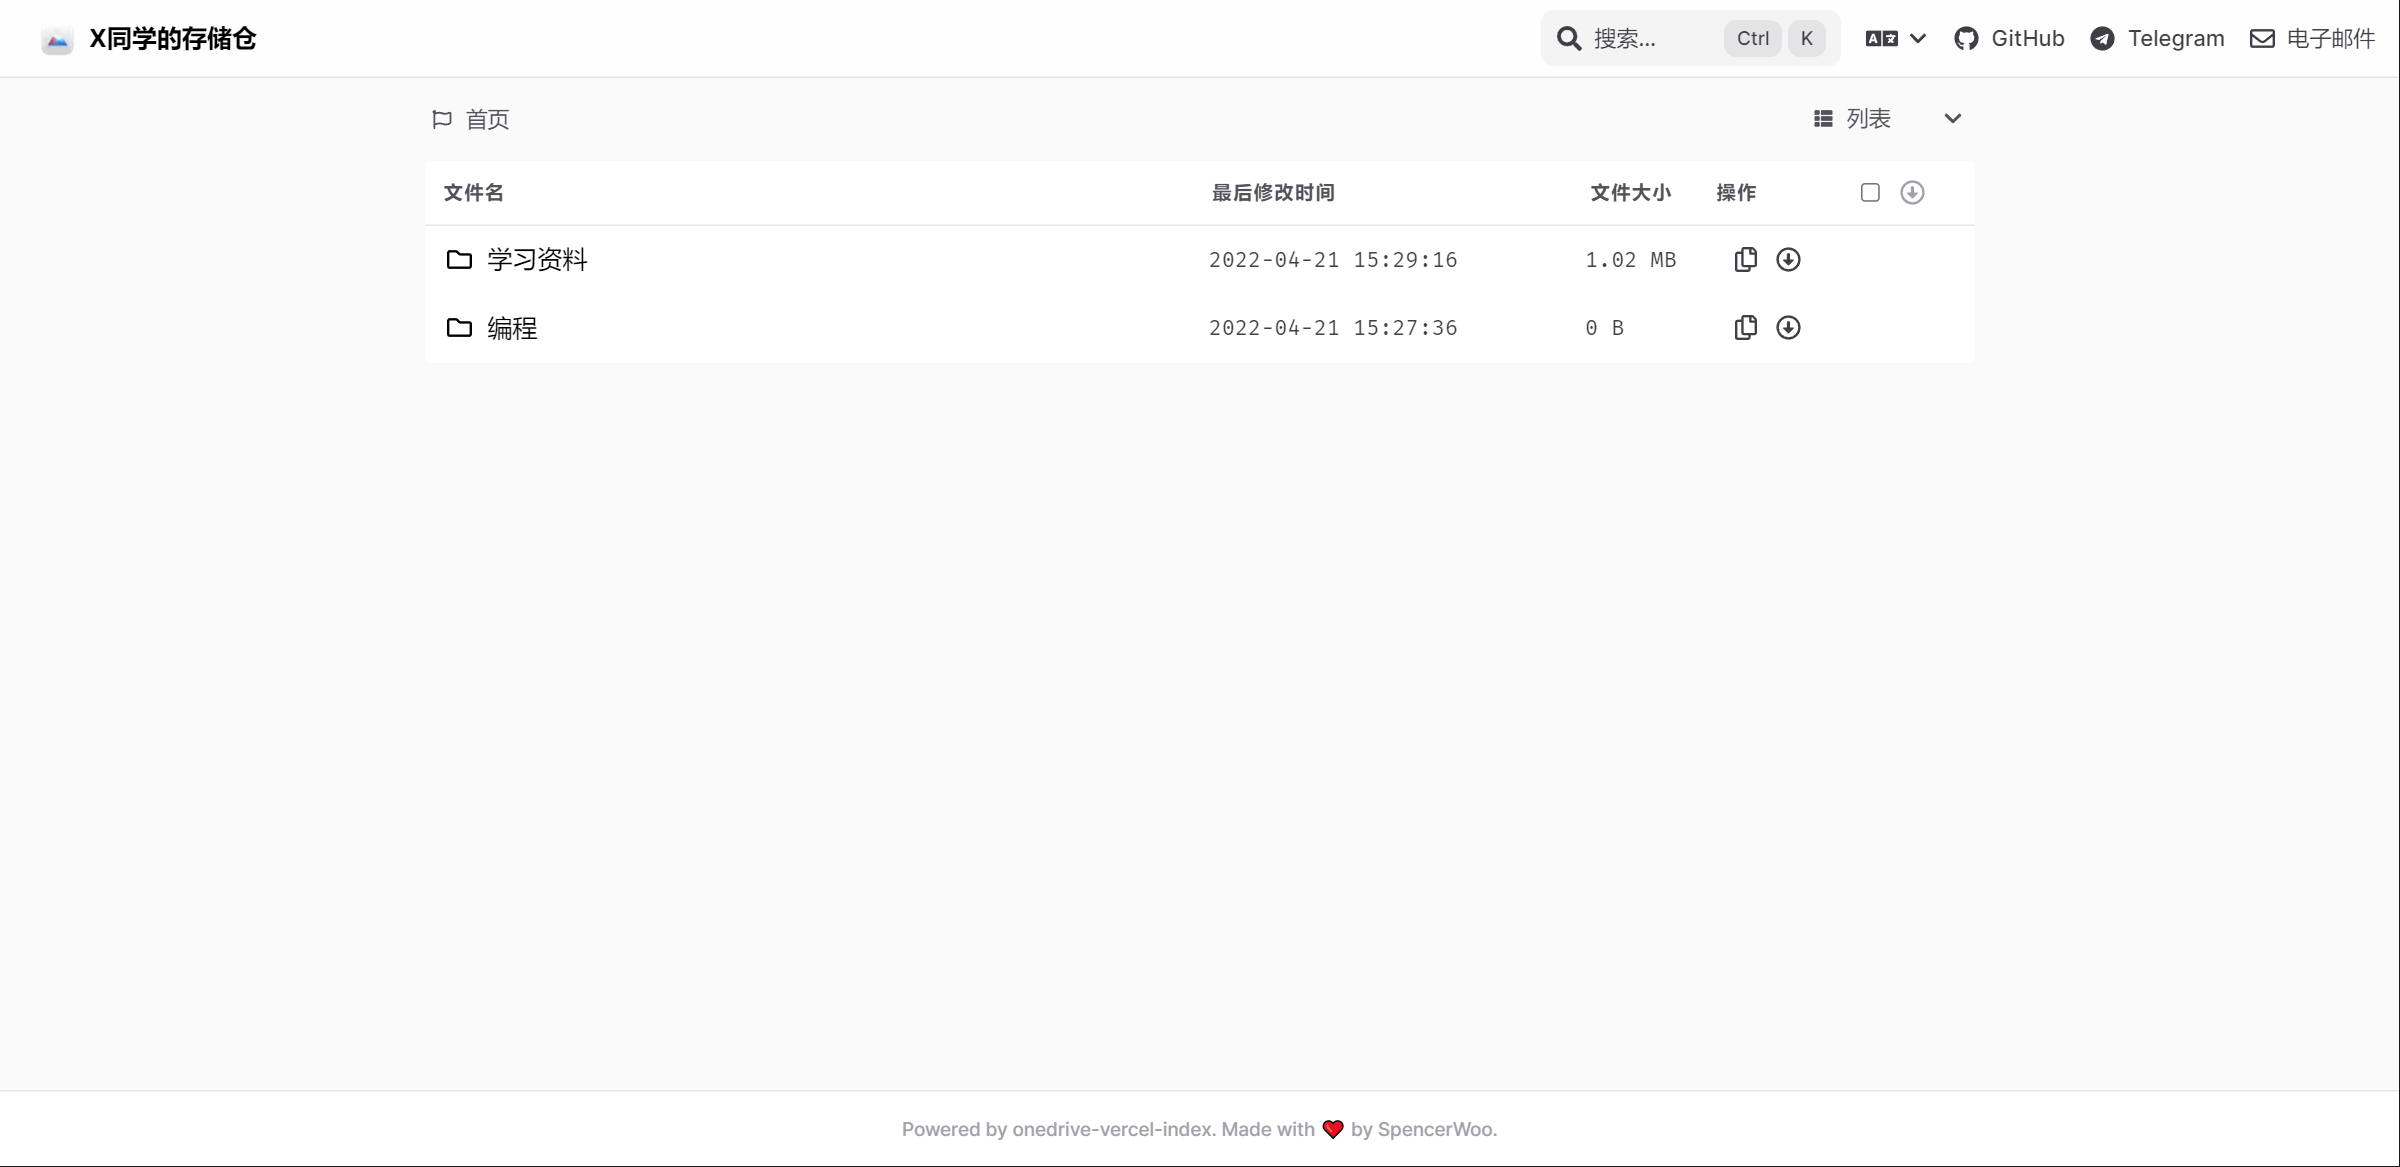 X同学的存储仓
搜索... Ctrl K
GitHub Telegram 电子邮件
首页 列表
文件名 最后修改时间 文件大小 操作
学习资料 2022-04-21 15:29:16 1.02 MB
编程 2022-04-21 15:27:36 0 B
Powered by onedrive-vercel-index. Made with ❤ by SpencerWoo.